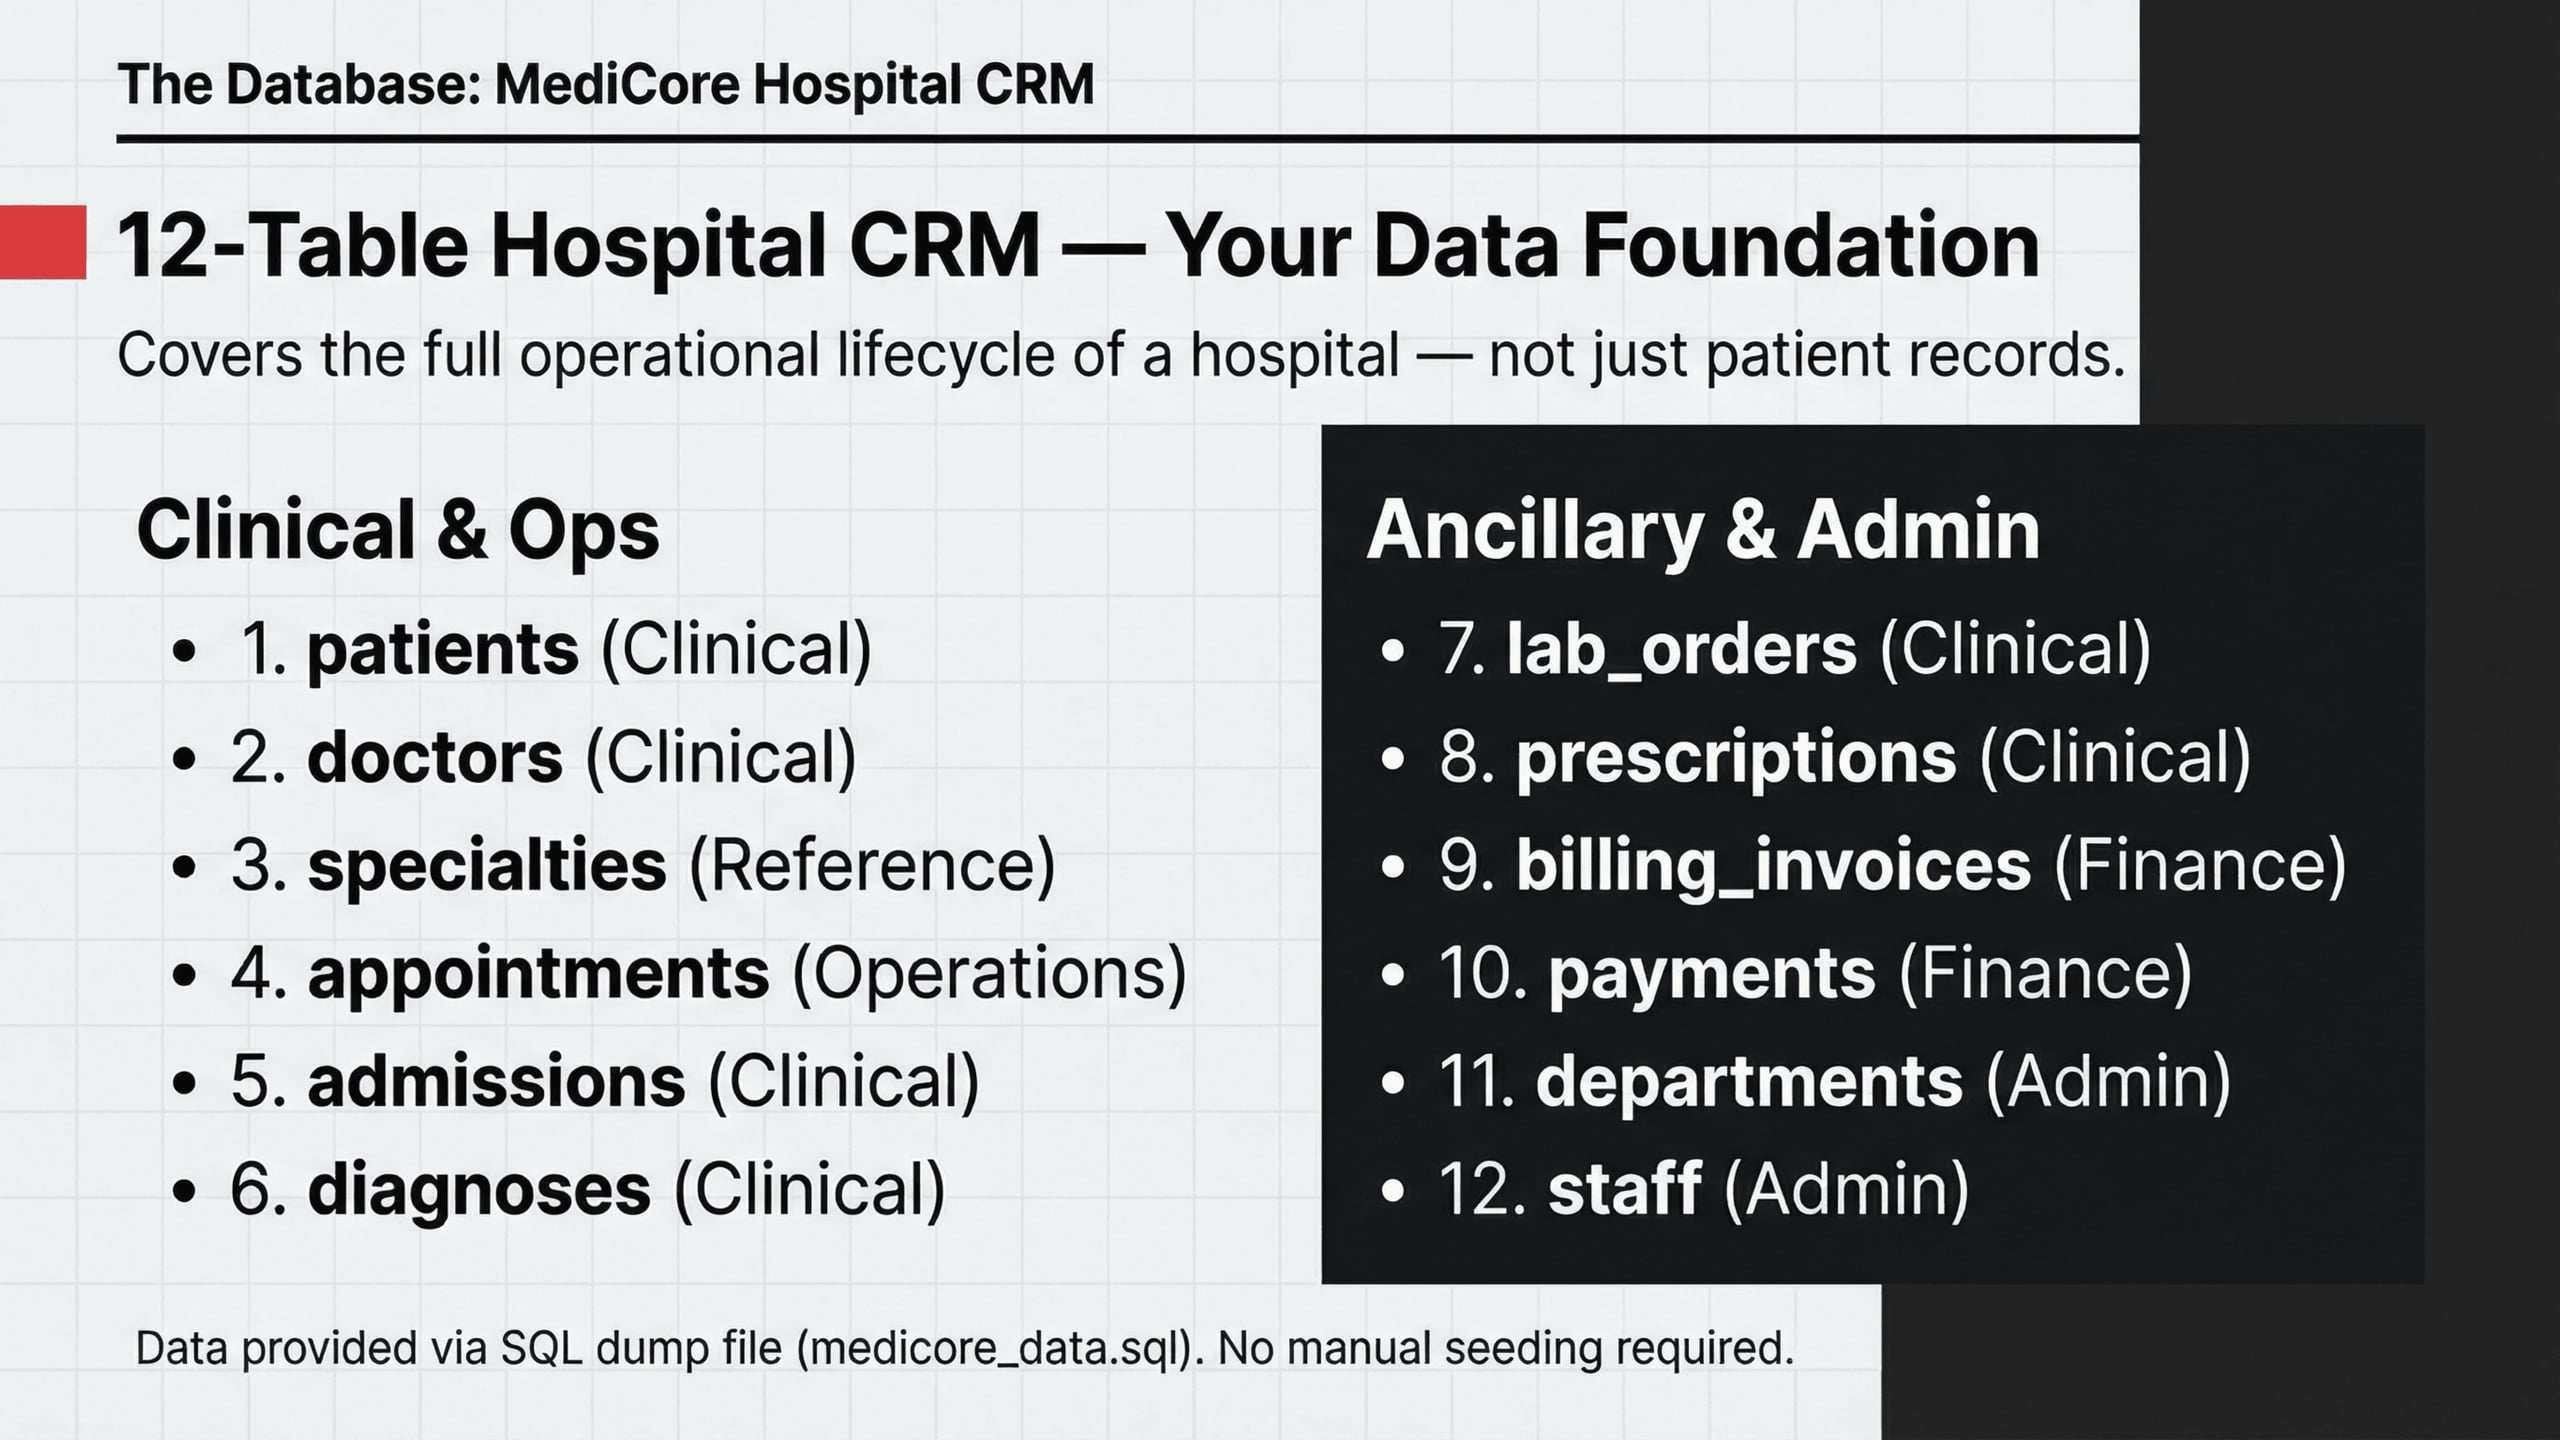 The Database: MediCore Hospital CRM
12-Table Hospital CRM — Your Data Foundation
Covers the full operational lifecycle of a hospital — not just patient records.
Clinical & Ops
• 1. patients (Clinical)
• 2. doctors (Clinical)
• 3. specialties (Reference)
• 4. appointments (Operations)
• 5. admissions (Clinical)
• 6. diagnoses (Clinical)
Ancillary & Admin
• 7. lab_orders (Clinical)
• 8. prescriptions (Clinical)
• 9. billing_invoices (Finance)
• 10. payments (Finance)
• 11. departments (Admin)
• 12. staff (Admin)
Data provided via SQL dump file (medicore_data.sql). No manual seeding required.